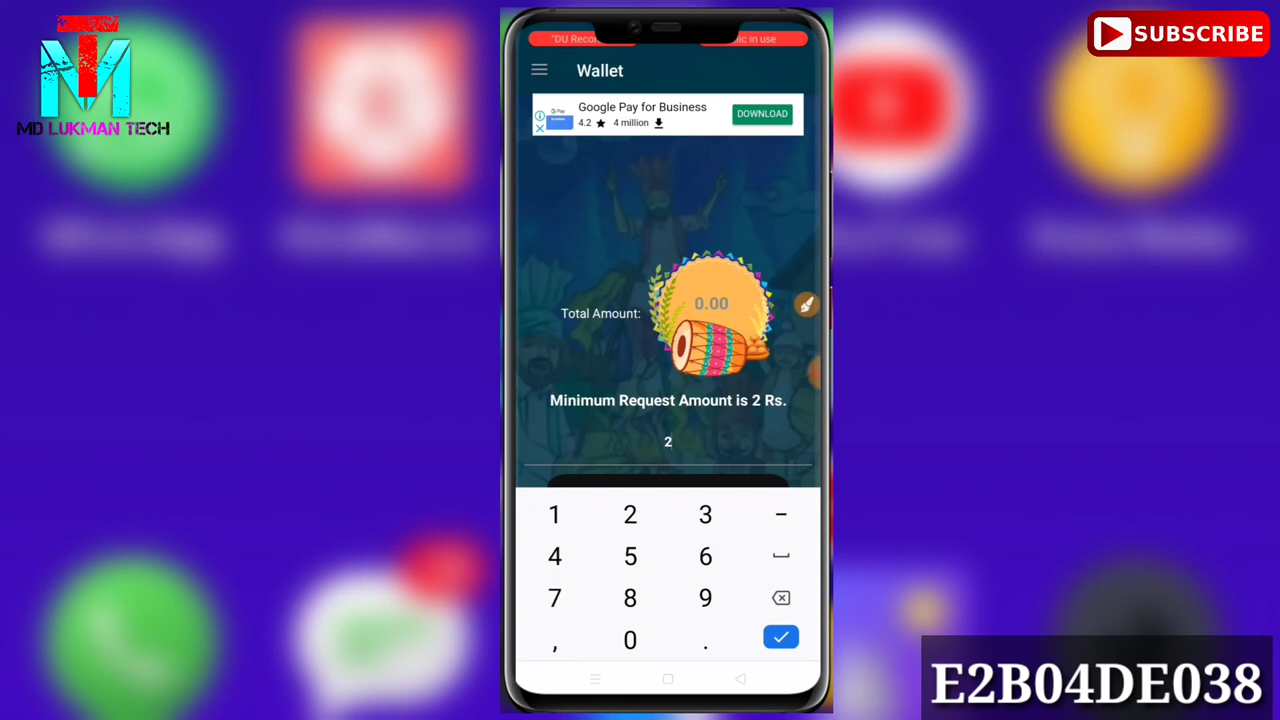 MD LUKMAN TECH
SUBSCRIBE
Wallet
Google Pay for Business
4.2 ★ 4 million
DOWNLOAD
Total Amount:
0.00
Minimum Request Amount is 2 Rs.
2
1 2 3 −
4 5 6
7 8 9
, 0 .
E2B04DE038